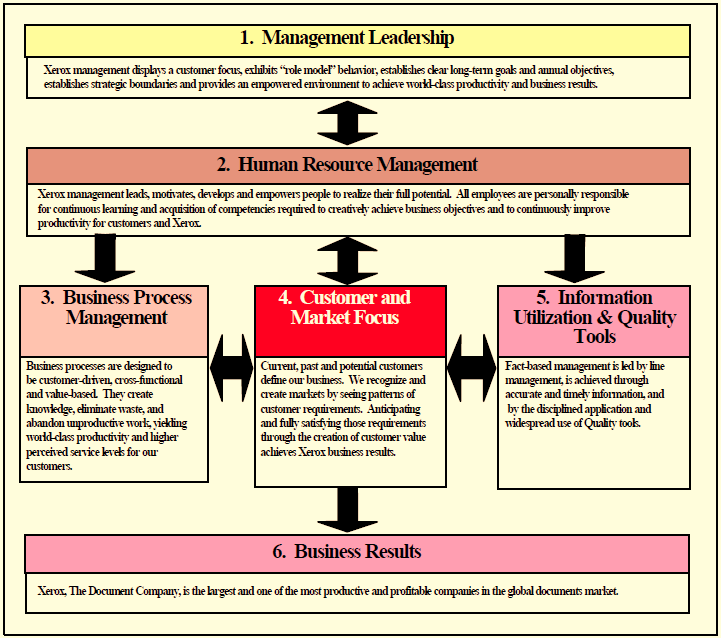 1. Management Leadership
Xerox management displays a customer focus, exhibits “role model” behavior, establishes clear long-term goals and annual objectives,
establishes strategic boundaries and provides an empowered environment to achieve world-class productivity and business results.
2. Human Resource Management
Xerox management leads, motivates, develops and empowers people to realize their full potential. All employees are personally responsible
for continuous learning and acquisition of competencies required to creatively achieve business objectives and to continuously improve
productivity for customers and Xerox.
3. Business Process
Management
Business processes are designed to
be customer-driven, cross-functional
and value-based. They create
knowledge, eliminate waste, and
abandon unproductive work, yielding
world-class productivity and higher
perceived service levels for our
customers.
4. Customer and
Market Focus
Current, past and potential customers
define our business. We recognize and
create markets by seeing patterns of
customer requirements. Anticipating
and fully satisfying those requirements
through the creation of customer value
achieves Xerox business results.
5. Information
Utilization & Quality
Tools
Fact-based management is led by line
management, is achieved through
accurate and timely information, and
by the disciplined application and
widespread use of Quality tools.
6. Business Results
Xerox, The Document Company, is the largest and one of the most productive and profitable companies in the global documents market.